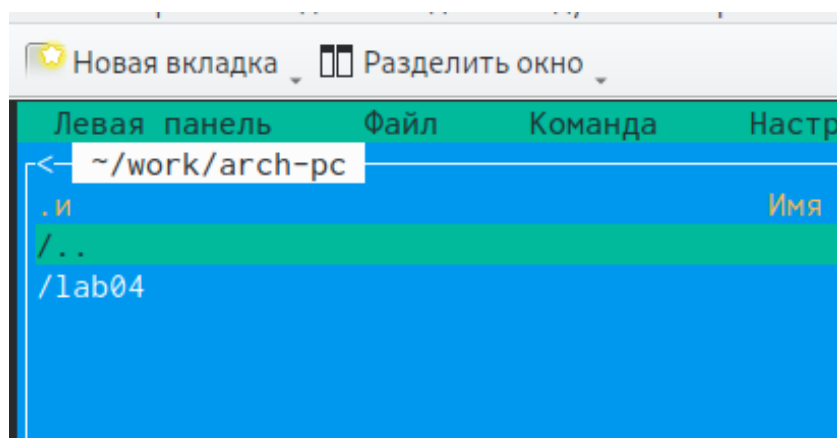 Новая вкладка Разделить окно
Левая панель Файл Команда Настр
<─ ~/work/arch-pc
.и Имя
/..
/lab04